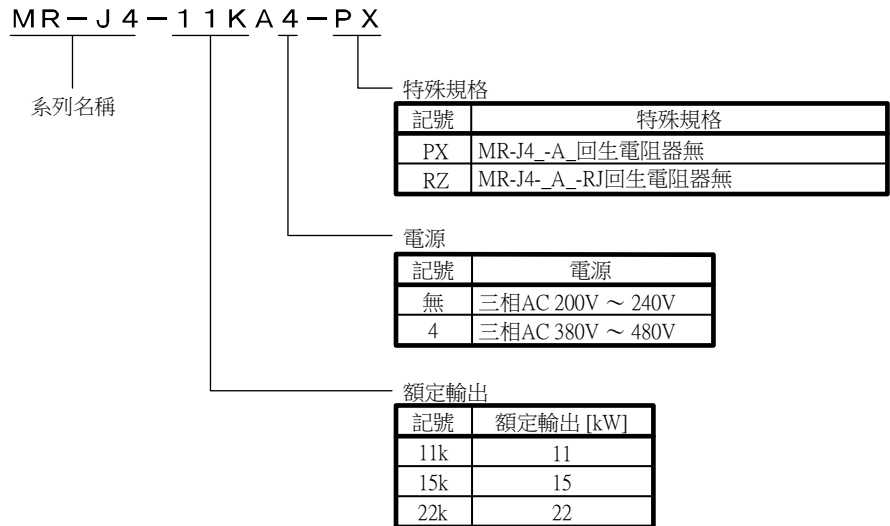 MR-J4-11KA4-PX
系列名稱
特殊規格
記號 特殊規格
PX MR-J4_-A_回生電阻器無
RZ MR-J4-_A_-RJ回生電阻器無
電源
記號 電源
無 三相AC 200V ～ 240V
4 三相AC 380V ～ 480V
額定輸出
記號 額定輸出 [kW]
11k 11
15k 15
22k 22